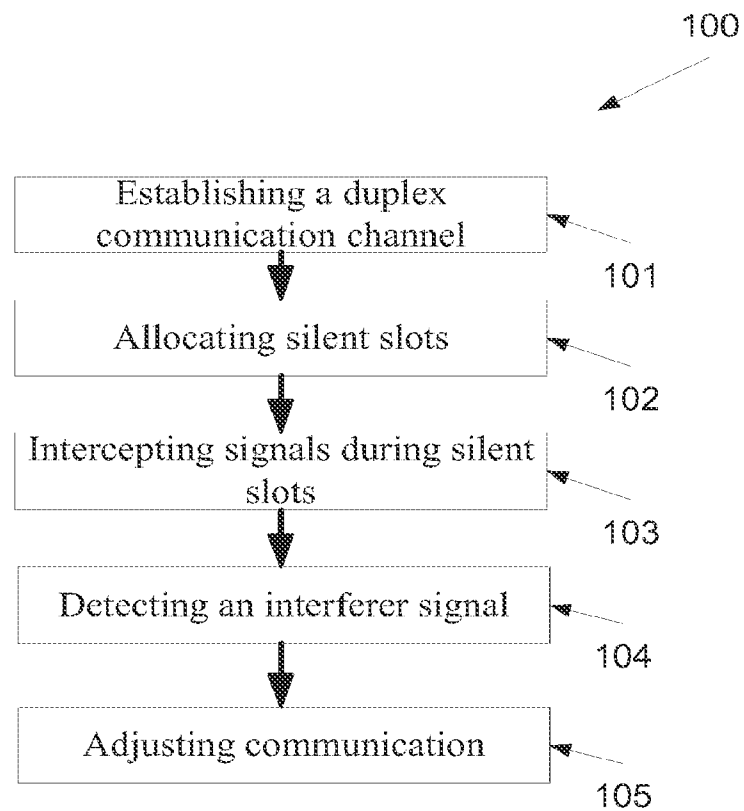 100
Establishing a duplex
communication channel
101
Allocating silent slots
102
Intercepting signals during silent
slots
103
Detecting an interferer signal
104
Adjusting communication
105